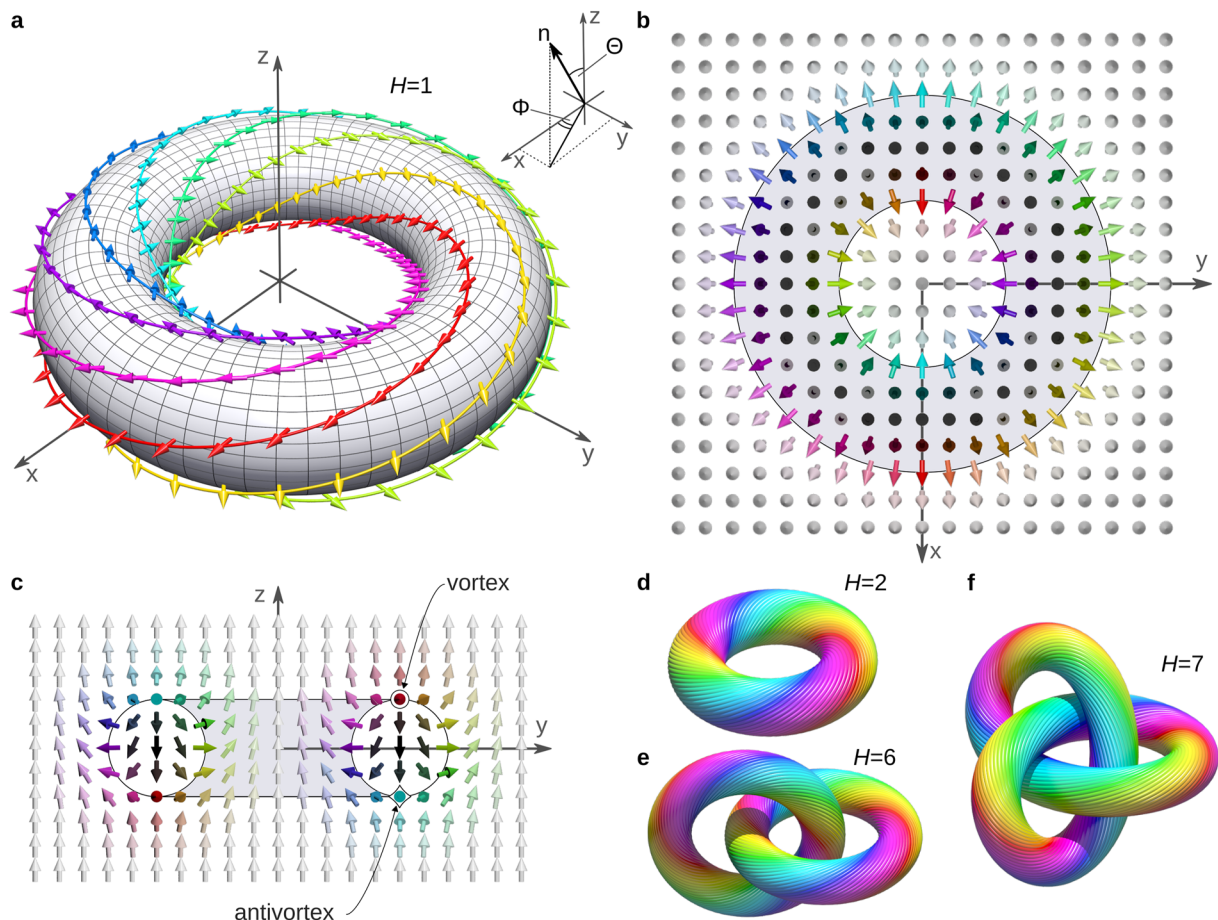 a
H=1
z
x
y
n
z
Θ
Φ
x
y
b
y
x
c
z
vortex
y
antivortex
d
H=2
e
H=6
f
H=7